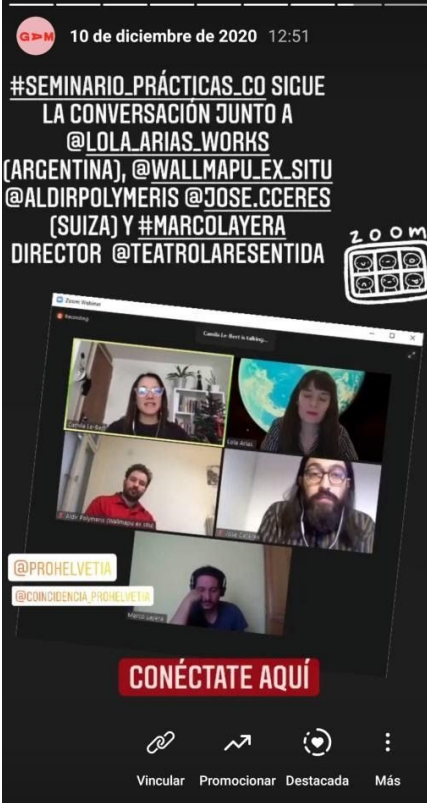 GAM
10 de diciembre de 2020 12:51
#SEMINARIO_PRÁCTICAS_CO SIGUE
LA CONVERSACIÓN JUNTO A
@LOLA_ARIAS_WORKS
(ARGENTINA), @WALLMAPU_EX_SITU
@ALDIRPOLYMERIS @JOSE.CCERES
(SUIZA) Y #MARCOLAYERA
DIRECTOR @TEATROLARESENTIDA
ZOOM
Zoom Webinar
Recording
Camila Le-Bert is talking...
Camila Le-Bert
Lola Arias
Aldir Polymeris (Wallmapu ex situ)
Jose Cáceres
Marco Layera
@PROHELVETIA
@COINCIDENCIA_PROHELVETIA
CONÉCTATE AQUÍ
Vincular Promocionar Destacada Más